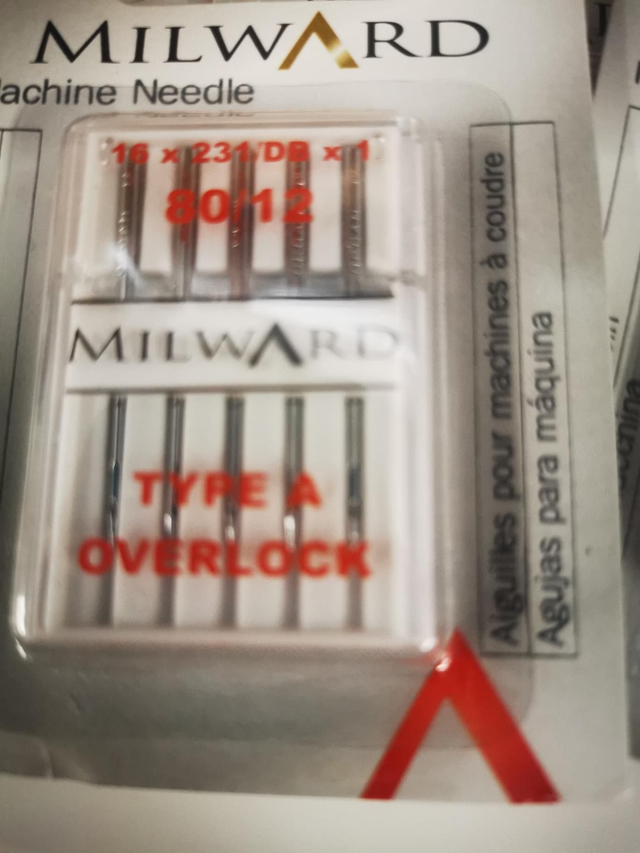 MILWARD
achine Needle
16 x 231/DB x 1
80/12
MILWARD
TYPE A
OVERLOCK
Aiguilles pour machines à coudre
Agujas para máquina